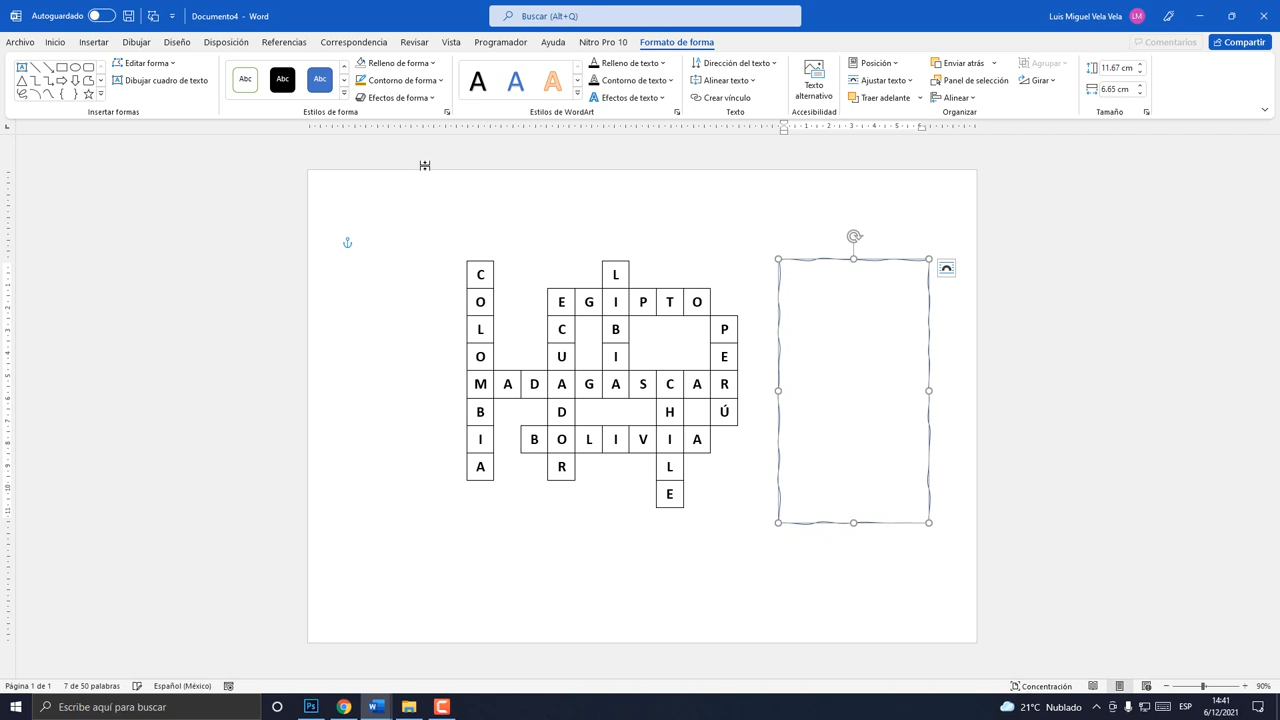 Autoguardado
Documento4 - Word
Buscar (Alt+Q)
Luis Miguel Vela Vela
LM
Archivo Inicio Insertar Dibujar Diseño Disposición Referencias Correspondencia Revisar Vista Programador Ayuda Nitro Pro 10 Formato de forma
Comentarios
Compartir
Editar forma
Dibujar cuadro de texto
Insertar formas
Abc Abc Abc
Relleno de forma
Contorno de forma
Efectos de forma
Estilos de forma
A A A
Relleno de texto
Contorno de texto
Efectos de texto
Estilos de WordArt
Dirección del texto
Alinear texto
Crear vínculo
Texto
Texto
alternativo
Accesibilidad
Posición
Ajustar texto
Traer adelante
Enviar atrás
Panel de selección
Alinear
Agrupar
Girar
Organizar
11.67 cm
6.65 cm
Tamaño
C L
O E G I P T O
L C B P
O U I E
M A D A G A S C A R
B D H Ú
I B O L I V I A
A R L
E
Página 1 de 1 7 de 50 palabras Español (México)
Concentración
90%
Escribe aquí para buscar
21°C Nublado
ESP
14:41
6/12/2021